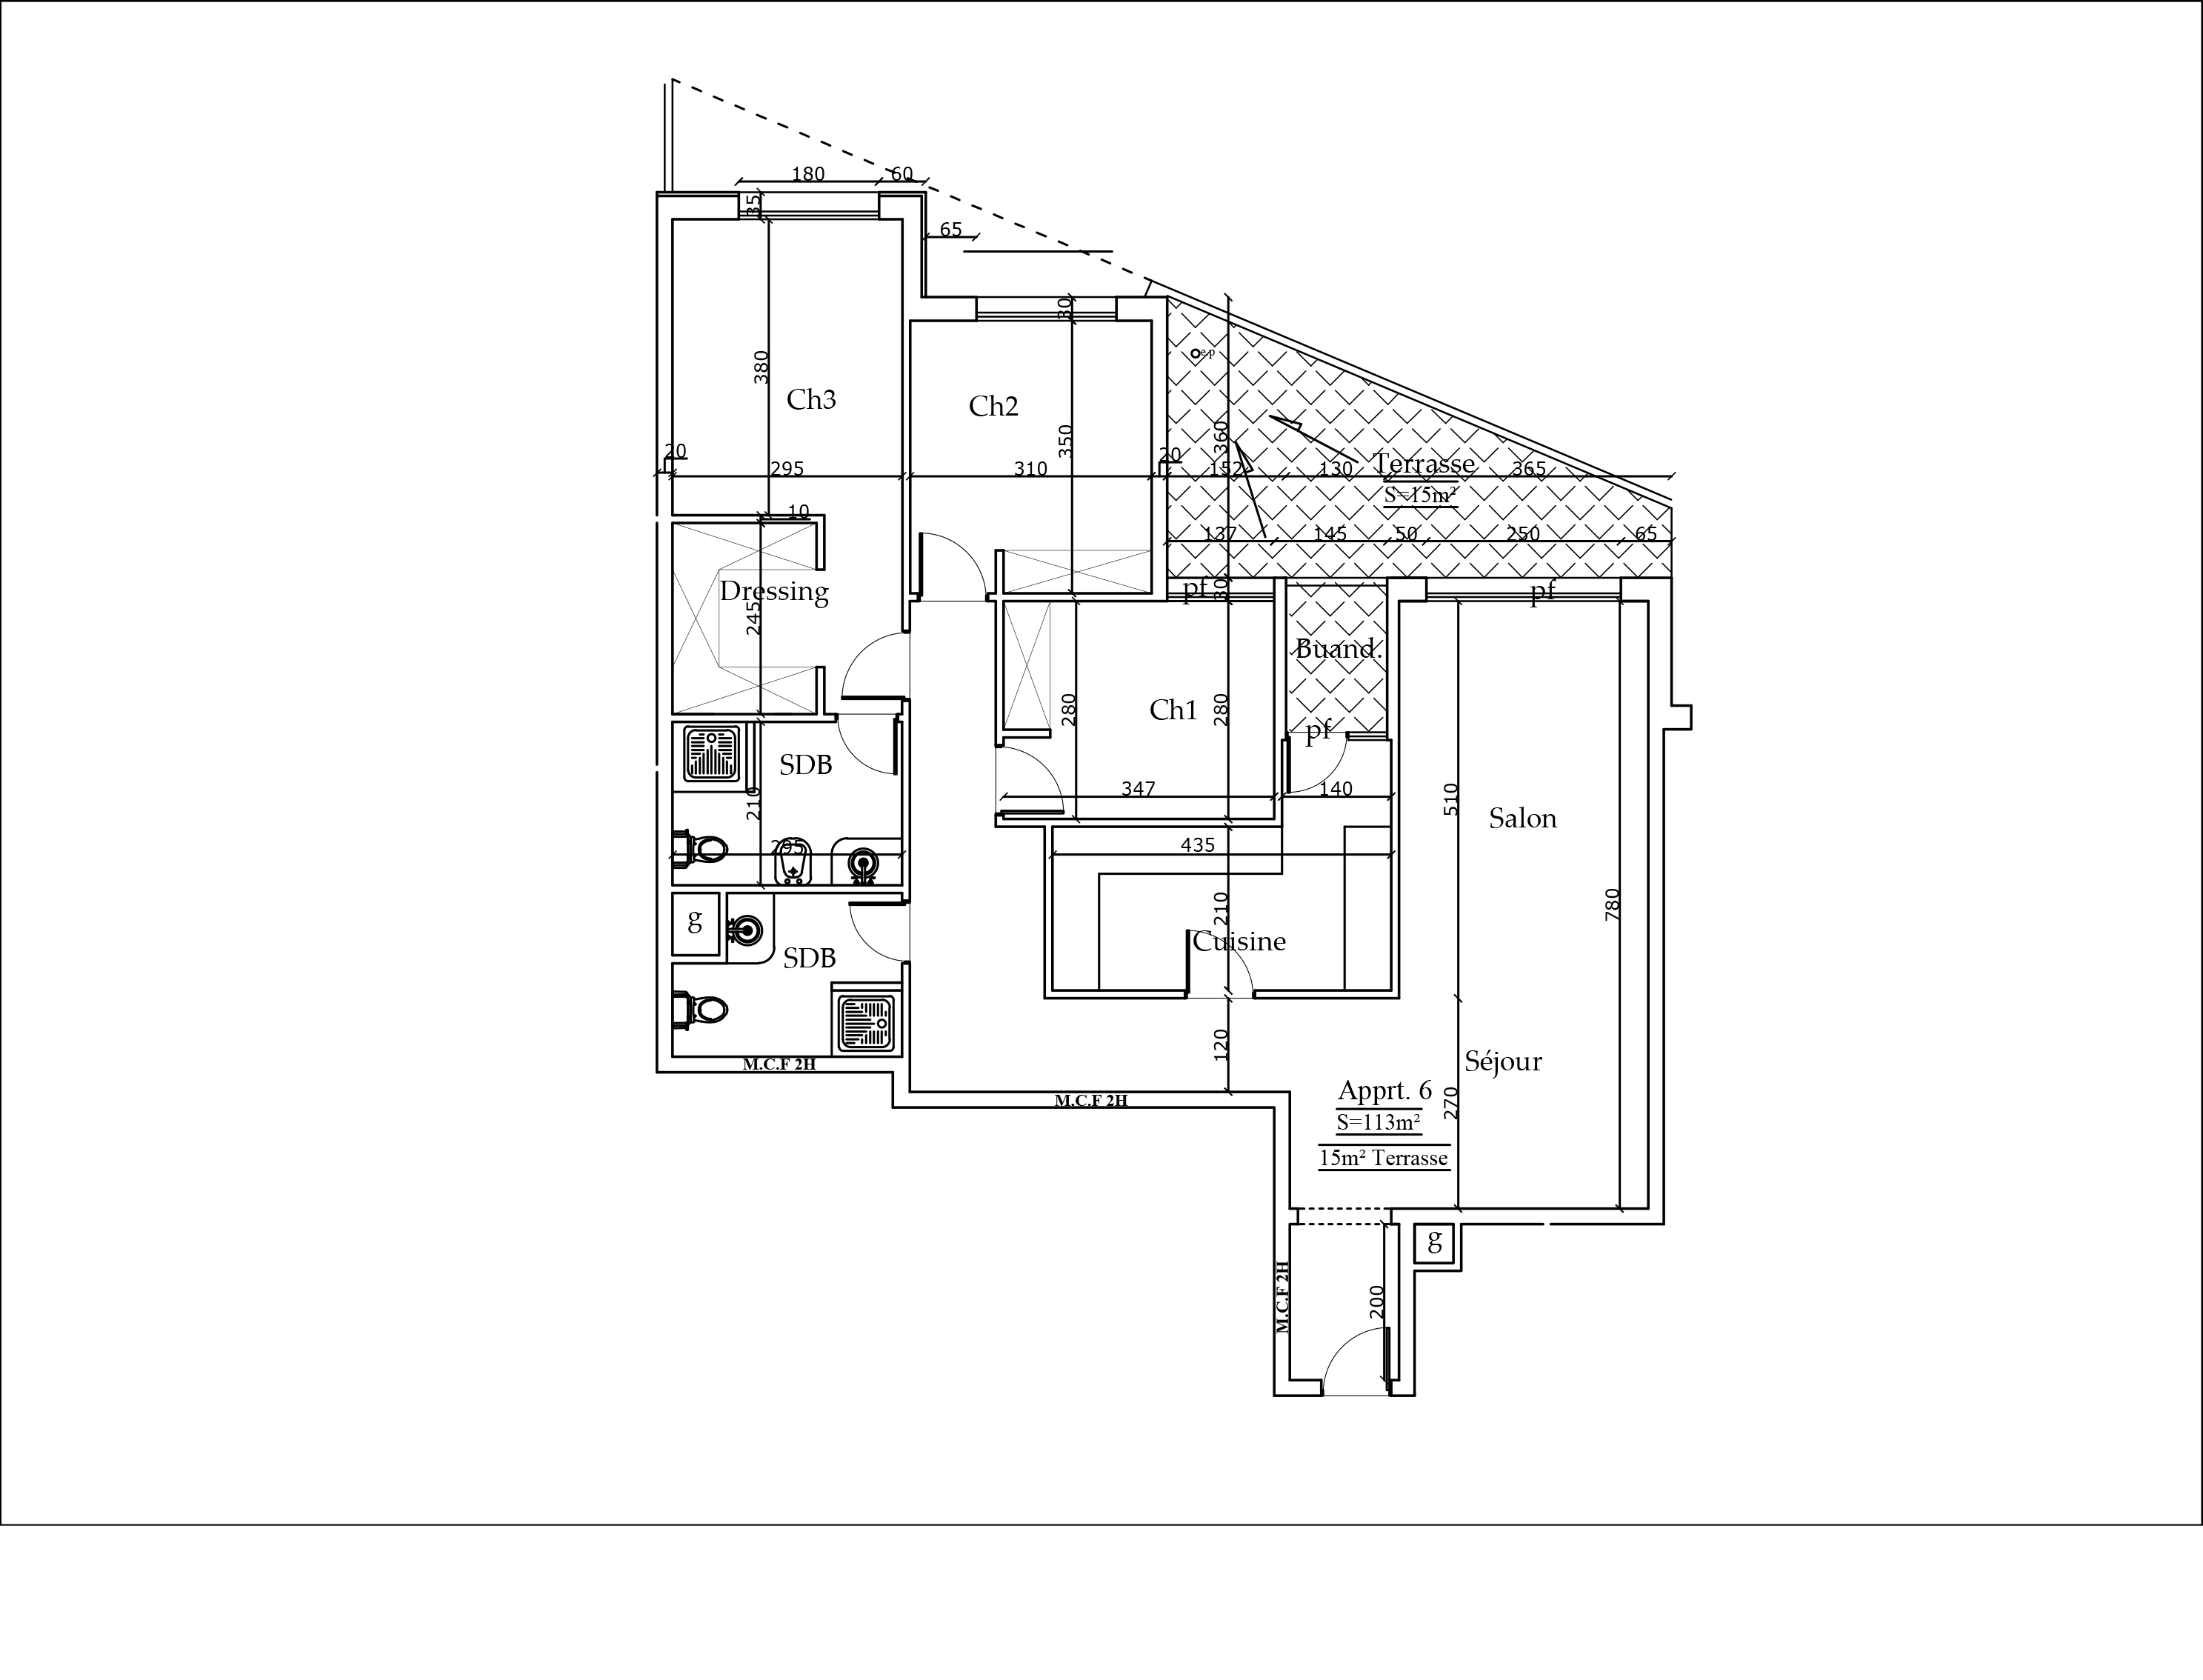 180
60
35
65
30
e.p
380
Ch3
Ch2
350
360
20
20
295
310
152
130
Terrasse
365
S=15m²
10
137
145
50
250
65
pf
30
pf
Dressing
245
Buand.
280
Ch1
280
pf
SDB
210
347
140
510
Salon
295
435
780
g
210
Cuisine
SDB
120
M.C.F 2H
Séjour
Apprt. 6
270
M.C.F 2H
S=113m²
15m² Terrasse
g
M.C.F 2H
200